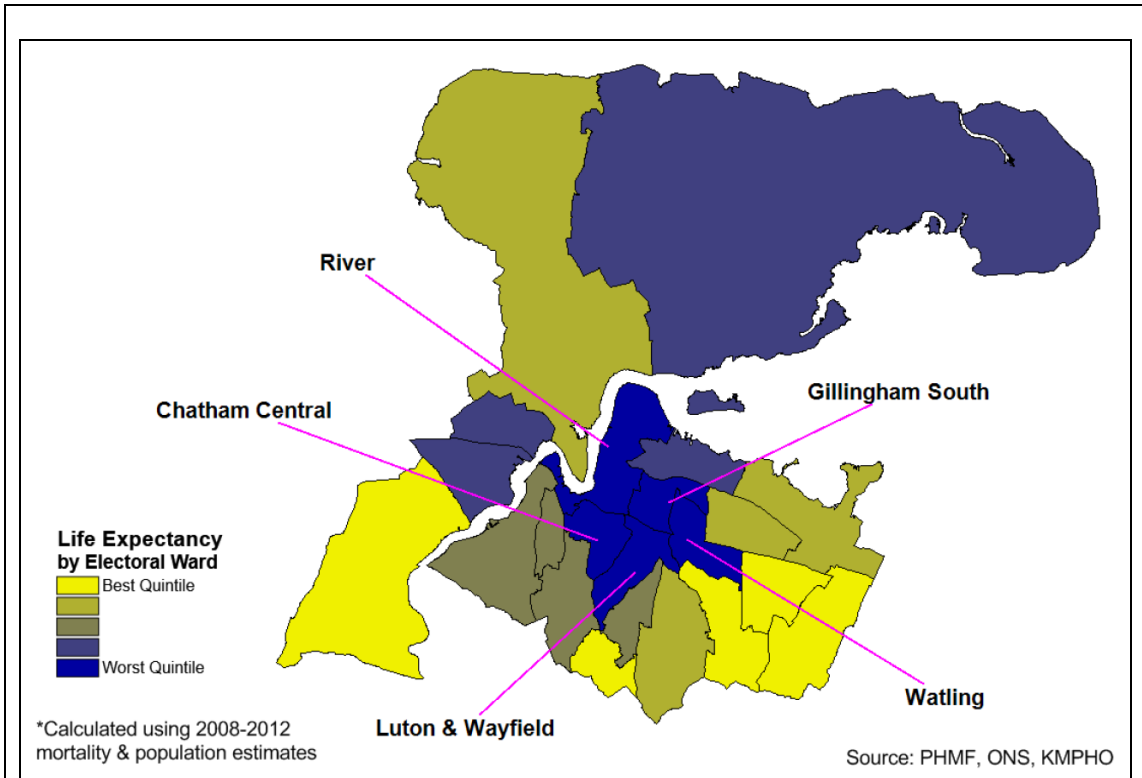 River
Gillingham South
Chatham Central
Life Expectancy
by Electoral Ward
Best Quintile
Worst Quintile
Watling
Luton & Wayfield
*Calculated using 2008-2012
mortality & population estimates
Source: PHMF, ONS, KMPHO